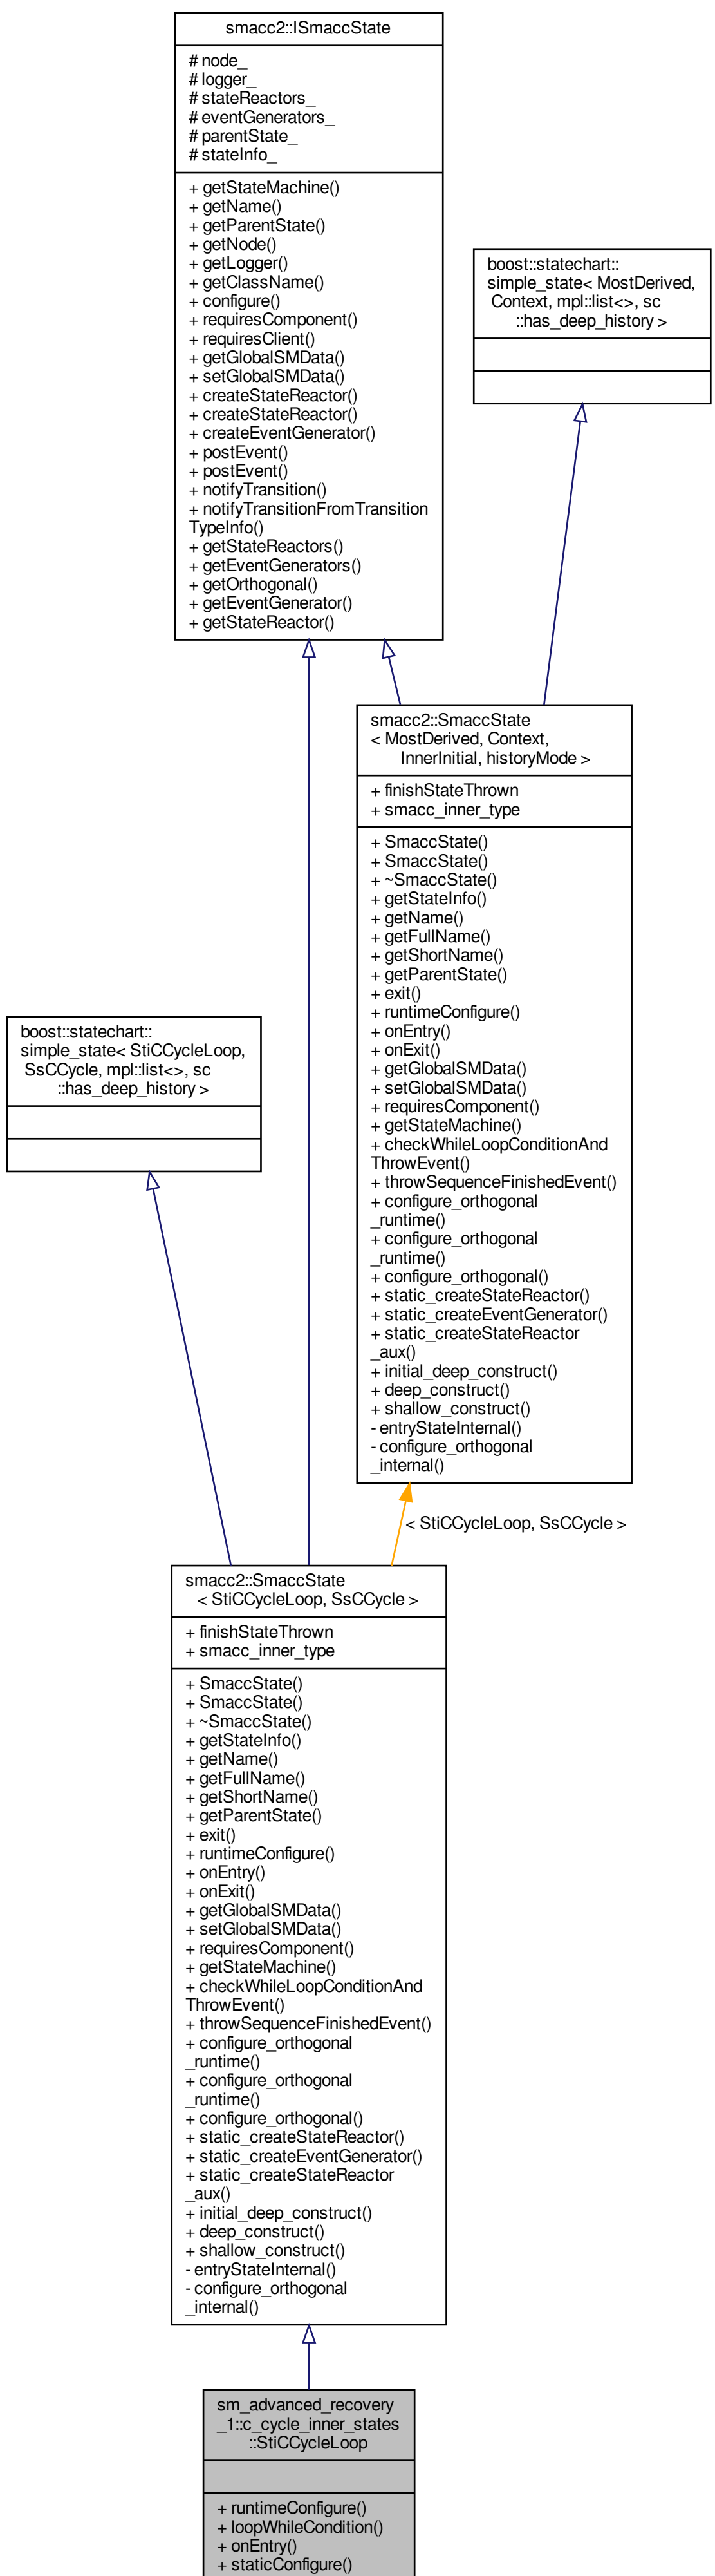 smacc2::ISmaccState
# node_
# logger_
# stateReactors_
# eventGenerators_
# parentState_
# stateInfo_
+ getStateMachine()
+ getName()
+ getParentState()
+ getNode()
+ getLogger()
+ getClassName()
+ configure()
+ requiresComponent()
+ requiresClient()
+ getGlobalSMData()
+ setGlobalSMData()
+ createStateReactor()
+ createStateReactor()
+ createEventGenerator()
+ postEvent()
+ postEvent()
+ notifyTransition()
+ notifyTransitionFromTransition
TypeInfo()
+ getStateReactors()
+ getEventGenerators()
+ getOrthogonal()
+ getEventGenerator()
+ getStateReactor()
boost::statechart::
simple_state< MostDerived,
Context, mpl::list<>, sc
::has_deep_history >
smacc2::SmaccState
< MostDerived, Context,
InnerInitial, historyMode >
+ finishStateThrown
+ smacc_inner_type
+ SmaccState()
+ SmaccState()
+ ~SmaccState()
+ getStateInfo()
+ getName()
+ getFullName()
+ getShortName()
+ getParentState()
+ exit()
+ runtimeConfigure()
+ onEntry()
+ onExit()
+ getGlobalSMData()
+ setGlobalSMData()
+ requiresComponent()
+ getStateMachine()
+ checkWhileLoopConditionAnd
ThrowEvent()
+ throwSequenceFinishedEvent()
+ configure_orthogonal
_runtime()
+ configure_orthogonal
_runtime()
+ configure_orthogonal()
+ static_createStateReactor()
+ static_createEventGenerator()
+ static_createStateReactor
_aux()
+ initial_deep_construct()
+ deep_construct()
+ shallow_construct()
- entryStateInternal()
- configure_orthogonal
_internal()
boost::statechart::
simple_state< StiCCycleLoop,
SsCCycle, mpl::list<>, sc
::has_deep_history >
< StiCCycleLoop, SsCCycle >
smacc2::SmaccState
< StiCCycleLoop, SsCCycle >
+ finishStateThrown
+ smacc_inner_type
+ SmaccState()
+ SmaccState()
+ ~SmaccState()
+ getStateInfo()
+ getName()
+ getFullName()
+ getShortName()
+ getParentState()
+ exit()
+ runtimeConfigure()
+ onEntry()
+ onExit()
+ getGlobalSMData()
+ setGlobalSMData()
+ requiresComponent()
+ getStateMachine()
+ checkWhileLoopConditionAnd
ThrowEvent()
+ throwSequenceFinishedEvent()
+ configure_orthogonal
_runtime()
+ configure_orthogonal
_runtime()
+ configure_orthogonal()
+ static_createStateReactor()
+ static_createEventGenerator()
+ static_createStateReactor
_aux()
+ initial_deep_construct()
+ deep_construct()
+ shallow_construct()
- entryStateInternal()
- configure_orthogonal
_internal()
sm_advanced_recovery
_1::c_cycle_inner_states
::StiCCycleLoop
+ runtimeConfigure()
+ loopWhileCondition()
+ onEntry()
+ staticConfigure()